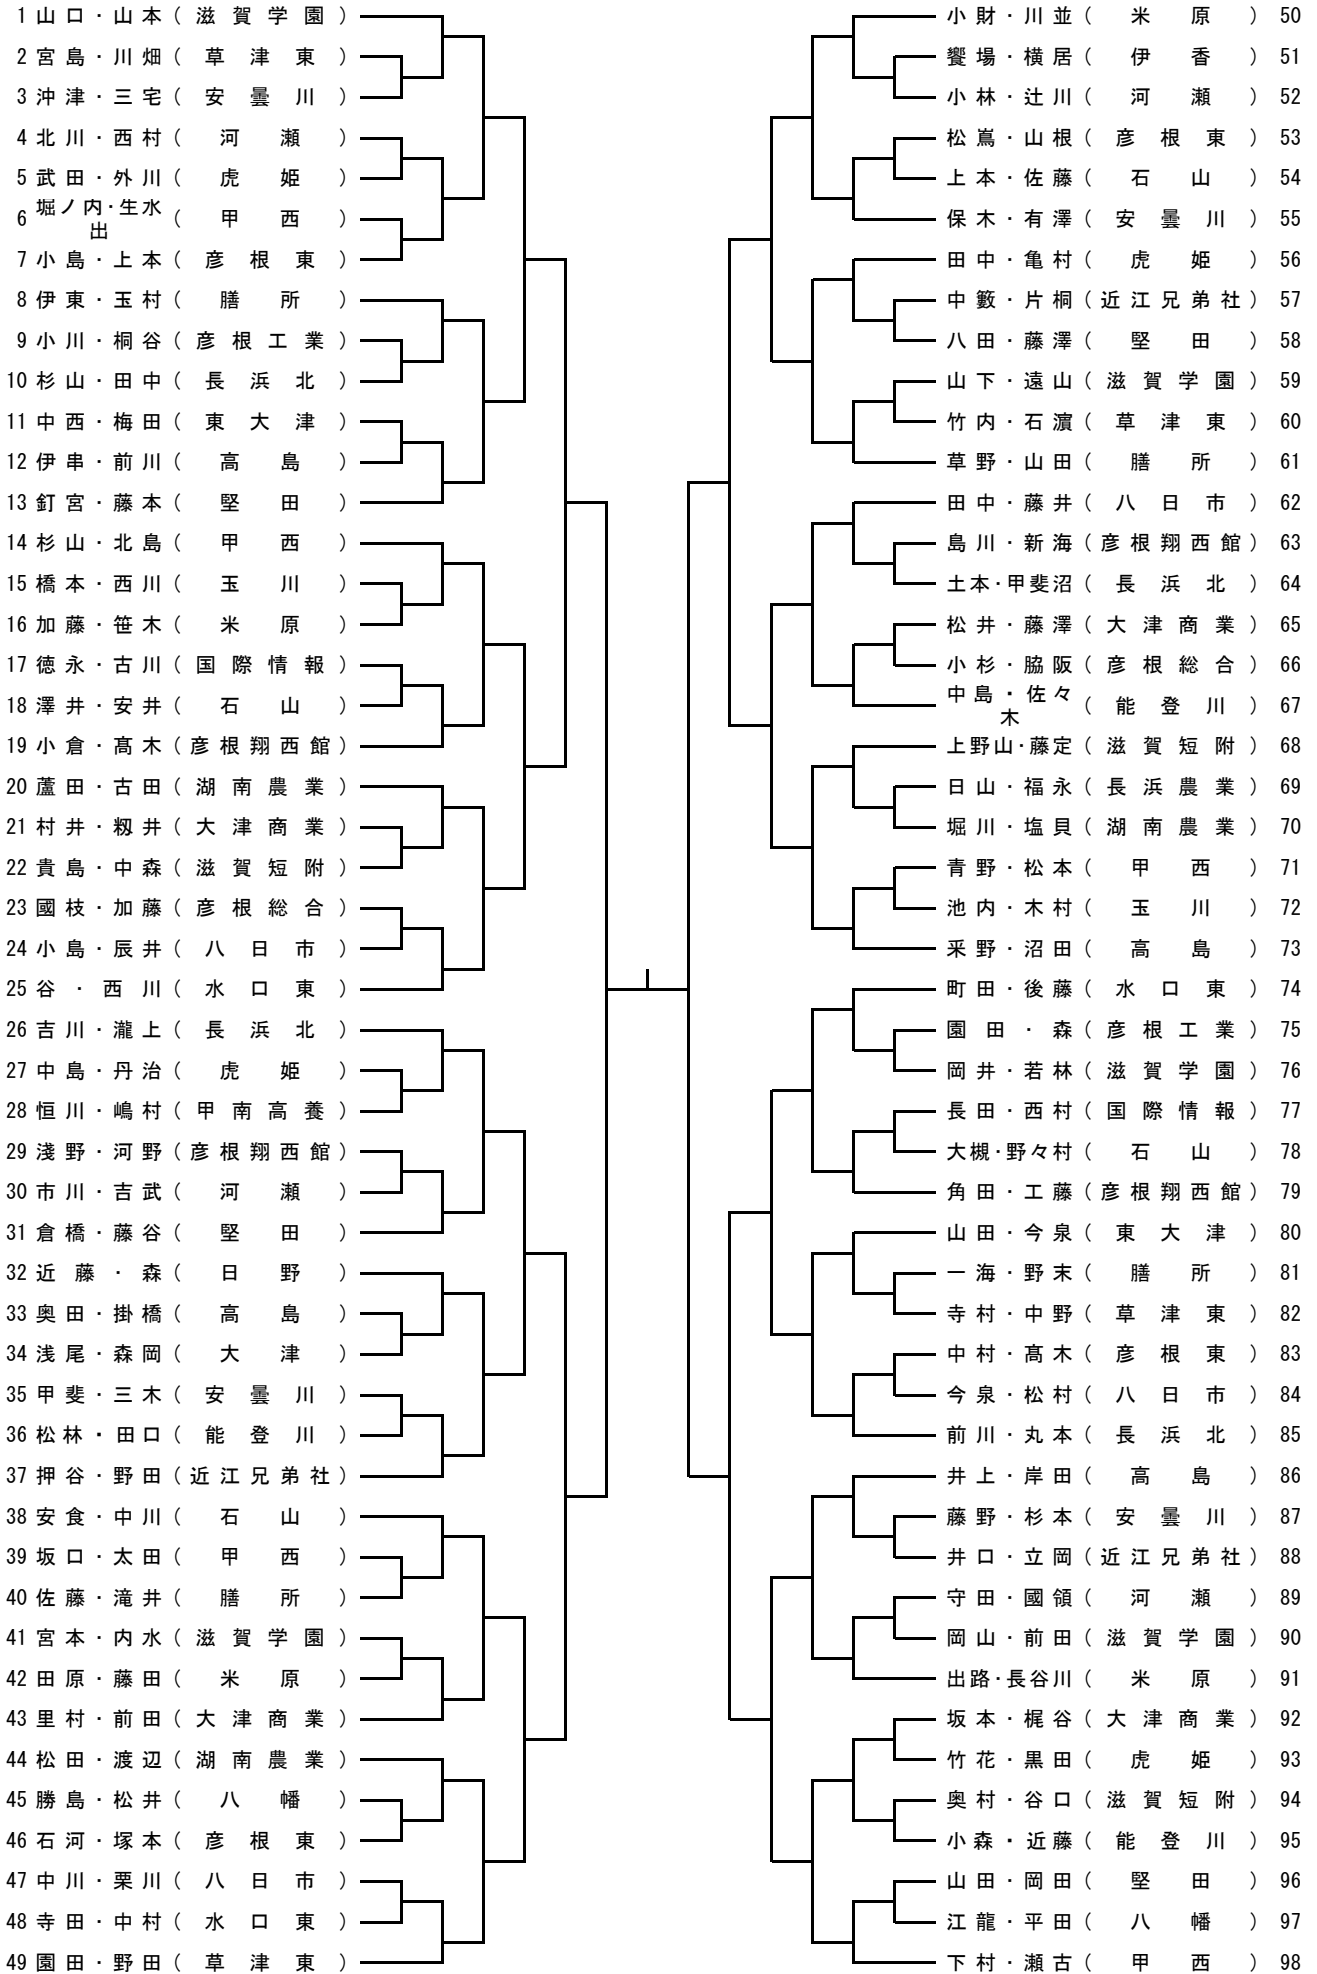 1 山口・山本（滋賀学園）
2 宮島・川畑（草津東）
3 沖津・三宅（安曇川）
4 北川・西村（河瀬）
5 武田・外川（虎姫）
6 堀ノ内・生水出（甲西）
7 小島・上本（彦根東）
8 伊東・玉村（膳所）
9 小川・桐谷（彦根工業）
10 杉山・田中（長浜北）
11 中西・梅田（東大津）
12 伊串・前川（高島）
13 釘宮・藤本（堅田）
14 杉山・北島（甲西）
15 橋本・西川（玉川）
16 加藤・笹木（米原）
17 徳永・古川（国際情報）
18 澤井・安井（石山）
19 小倉・髙木（彦根翔西館）
20 蘆田・古田（湖南農業）
21 村井・籾井（大津商業）
22 貴島・中森（滋賀短附）
23 國枝・加藤（彦根総合）
24 小島・辰井（八日市）
25 谷・西川（水口東）
26 吉川・瀧上（長浜北）
27 中島・丹治（虎姫）
28 恒川・嶋村（甲南高養）
29 淺野・河野（彦根翔西館）
30 市川・吉武（河瀬）
31 倉橋・藤谷（堅田）
32 近藤・森（日野）
33 奥田・掛橋（高島）
34 浅尾・森岡（大津）
35 甲斐・三木（安曇川）
36 松林・田口（能登川）
37 押谷・野田（近江兄弟社）
38 安食・中川（石山）
39 坂口・太田（甲西）
40 佐藤・滝井（膳所）
41 宮本・内水（滋賀学園）
42 田原・藤田（米原）
43 里村・前田（大津商業）
44 松田・渡辺（湖南農業）
45 勝島・松井（八幡）
46 石河・塚本（彦根東）
47 中川・栗川（八日市）
48 寺田・中村（水口東）
49 園田・野田（草津東）
小財・川並（米原） 50
饗場・横居（伊香） 51
小林・辻川（河瀬） 52
松嶌・山根（彦根東） 53
上本・佐藤（石山） 54
保木・有澤（安曇川） 55
田中・亀村（虎姫） 56
中籔・片桐（近江兄弟社） 57
八田・藤澤（堅田） 58
山下・遠山（滋賀学園） 59
竹内・石濵（草津東） 60
草野・山田（膳所） 61
田中・藤井（八日市） 62
島川・新海（彦根翔西館） 63
土本・甲斐沼（長浜北） 64
松井・藤澤（大津商業） 65
小杉・脇阪（彦根総合） 66
中島・佐々木（能登川） 67
上野山・藤定（滋賀短附） 68
日山・福永（長浜農業） 69
堀川・塩貝（湖南農業） 70
青野・松本（甲西） 71
池内・木村（玉川） 72
釆野・沼田（高島） 73
町田・後藤（水口東） 74
園田・森（彦根工業） 75
岡井・若林（滋賀学園） 76
長田・西村（国際情報） 77
大槻・野々村（石山） 78
角田・工藤（彦根翔西館） 79
山田・今泉（東大津） 80
一海・野末（膳所） 81
寺村・中野（草津東） 82
中村・髙木（彦根東） 83
今泉・松村（八日市） 84
前川・丸本（長浜北） 85
井上・岸田（高島） 86
藤野・杉本（安曇川） 87
井口・立岡（近江兄弟社） 88
守田・國領（河瀬） 89
岡山・前田（滋賀学園） 90
出路・長谷川（米原） 91
坂本・梶谷（大津商業） 92
竹花・黒田（虎姫） 93
奥村・谷口（滋賀短附） 94
小森・近藤（能登川） 95
山田・岡田（堅田） 96
江龍・平田（八幡） 97
下村・瀬古（甲西） 98